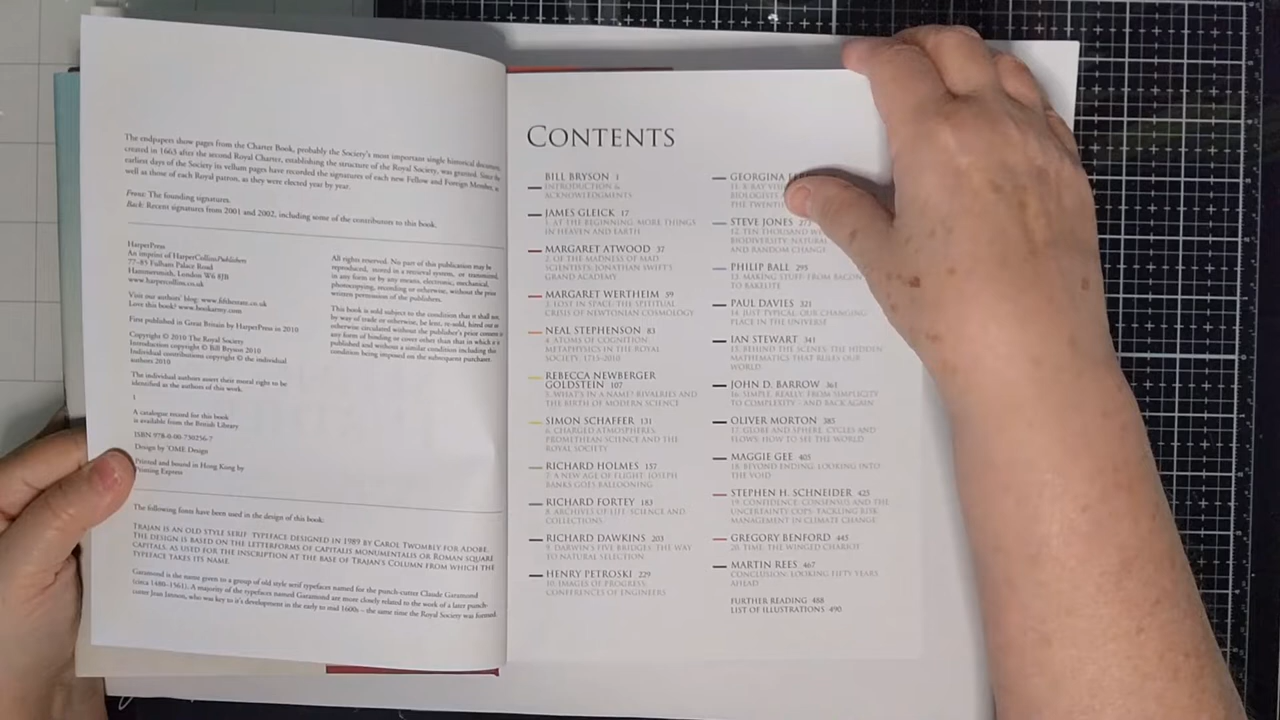 The endpapers show pages from the Charter Book, probably the Society's most important single historical document,
created in 1663 after the second Royal Charter, establishing the structure of the Royal Society, was granted. Since the
earliest days of the Society its vellum pages have recorded the signatures of each new Fellow and Foreign Member, as
well as those of each Royal patron, as they were elected year by year.
Front: The founding signatures.
Back: Recent signatures from 2001 and 2002, including some of the contributors to this book.
HarperPress
An imprint of HarperCollinsPublishers
77–85 Fulham Palace Road
Hammersmith, London W6 8JB
www.harpercollins.co.uk
Visit our authors' blog: www.fifthestate.co.uk
Love this book? www.bookarmy.com
First published in Great Britain by HarperPress in 2010
Copyright © 2010 The Royal Society
Introduction copyright © Bill Bryson 2010
Individual contributions copyright © the individual
authors 2010
The individual authors assert their moral right to be
identified as the authors of this work.
1
A catalogue record for this book
is available from the British Library
ISBN 978-0-00-730256-7
Design by 'OME Design
Printed and bound in Hong Kong by
Printing Express
All rights reserved. No part of this publication may be
reproduced, stored in a retrieval system, or transmitted,
in any form or by any means, electronic, mechanical,
photocopying, recording or otherwise, without the prior
written permission of the publishers.
This book is sold subject to the condition that it shall not,
by way of trade or otherwise, be lent, re-sold, hired out or
otherwise circulated without the publisher's prior consent
any form of binding or cover other than that in which it is
published and without a similar condition including this
condition being imposed on the subsequent purchaser.
The following fonts have been used in the design of this book:
TRAJAN IS AN OLD STYLE SERIF TYPEFACE DESIGNED IN 1989 BY CAROL TWOMBLY FOR ADOBE.
THE DESIGN IS BASED ON THE LETTERFORMS OF CAPITALIS MONUMENTALIS OR ROMAN SQUARE
CAPITALS, AS USED FOR THE INSCRIPTION AT THE BASE OF TRAJAN'S COLUMN FROM WHICH THE
TYPEFACE TAKES ITS NAME.
Garamond is the name given to a group of old style serif typefaces named for the punch-cutter Claude Garamond
(circa 1480–1561). A majority of the typefaces named Garamond are more closely related to the work of a later punch-
cutter Jean Jannon, who was key to it's development in the early to mid 1600s – the same time the Royal Society was formed.
CONTENTS
BILL BRYSON 1
INTRODUCTION &
ACKNOWLEDGMENTS
JAMES GLEICK 17
1. AT THE BEGINNING: MORE THINGS
IN HEAVEN AND EARTH
MARGARET ATWOOD 37
2. OF THE MADNESS OF MAD
SCIENTISTS: JONATHAN SWIFT'S
GRAND ACADEMY
MARGARET WERTHEIM 59
3. LOST IN SPACE: THE SPIRITUAL
CRISIS OF NEWTONIAN COSMOLOGY
NEAL STEPHENSON 83
4. ATOMS OF COGNITION:
METAPHYSICS IN THE ROYAL
SOCIETY, 1715-2010
REBECCA NEWBERGER
GOLDSTEIN 107
5. WHAT'S IN A NAME? RIVALRIES AND
THE BIRTH OF MODERN SCIENCE
SIMON SCHAFFER 131
6. CHARGED ATMOSPHERES:
PROMETHEAN SCIENCE AND THE
ROYAL SOCIETY
RICHARD HOLMES 157
7. A NEW AGE OF FLIGHT: JOSEPH
BANKS GOES BALLOONING
RICHARD FORTEY 183
8. ARCHIVES OF LIFE: SCIENCE AND
COLLECTIONS
RICHARD DAWKINS 203
9. DARWIN'S FIVE BRIDGES: THE WAY
TO NATURAL SELECTION
HENRY PETROSKI 229
10. IMAGES OF PROGRESS:
CONFERENCES OF ENGINEERS
GEORGINA
11. X-RAY
BIOLOGISTS
THE TWENTIETH
STEVE JONES 
12. TEN THOUSAND
BIODIVERSITY: NATURAL
AND RANDOM CHANGE
PHILIP BALL 295
13. MAKING STUFF: FROM BACON
TO BAKELITE
PAUL DAVIES 321
14. JUST TYPICAL: OUR CHANGING
PLACE IN THE UNIVERSE
IAN STEWART 341
15. BEHIND THE SCENES: THE HIDDEN
MATHEMATICS THAT RULES OUR
WORLD
JOHN D. BARROW 361
16. SIMPLE, REALLY: FROM SIMPLICITY
TO COMPLEXITY – AND BACK AGAIN
OLIVER MORTON 385
17. GLOBE AND SPHERE, CYCLES AND
FLOWS: HOW TO SEE THE WORLD
MAGGIE GEE 405
18. BEYOND ENDING: LOOKING INTO
THE VOID
STEPHEN H. SCHNEIDER 425
19. CONFIDENCE, CONSENSUS AND THE
UNCERTAINTY COPS: TACKLING RISK
MANAGEMENT IN CLIMATE CHANGE
GREGORY BENFORD 445
20. TIME: THE WINGED CHARIOT
MARTIN REES 467
CONCLUSION: LOOKING FIFTY YEARS
AHEAD
FURTHER READING 488
LIST OF ILLUSTRATIONS 490